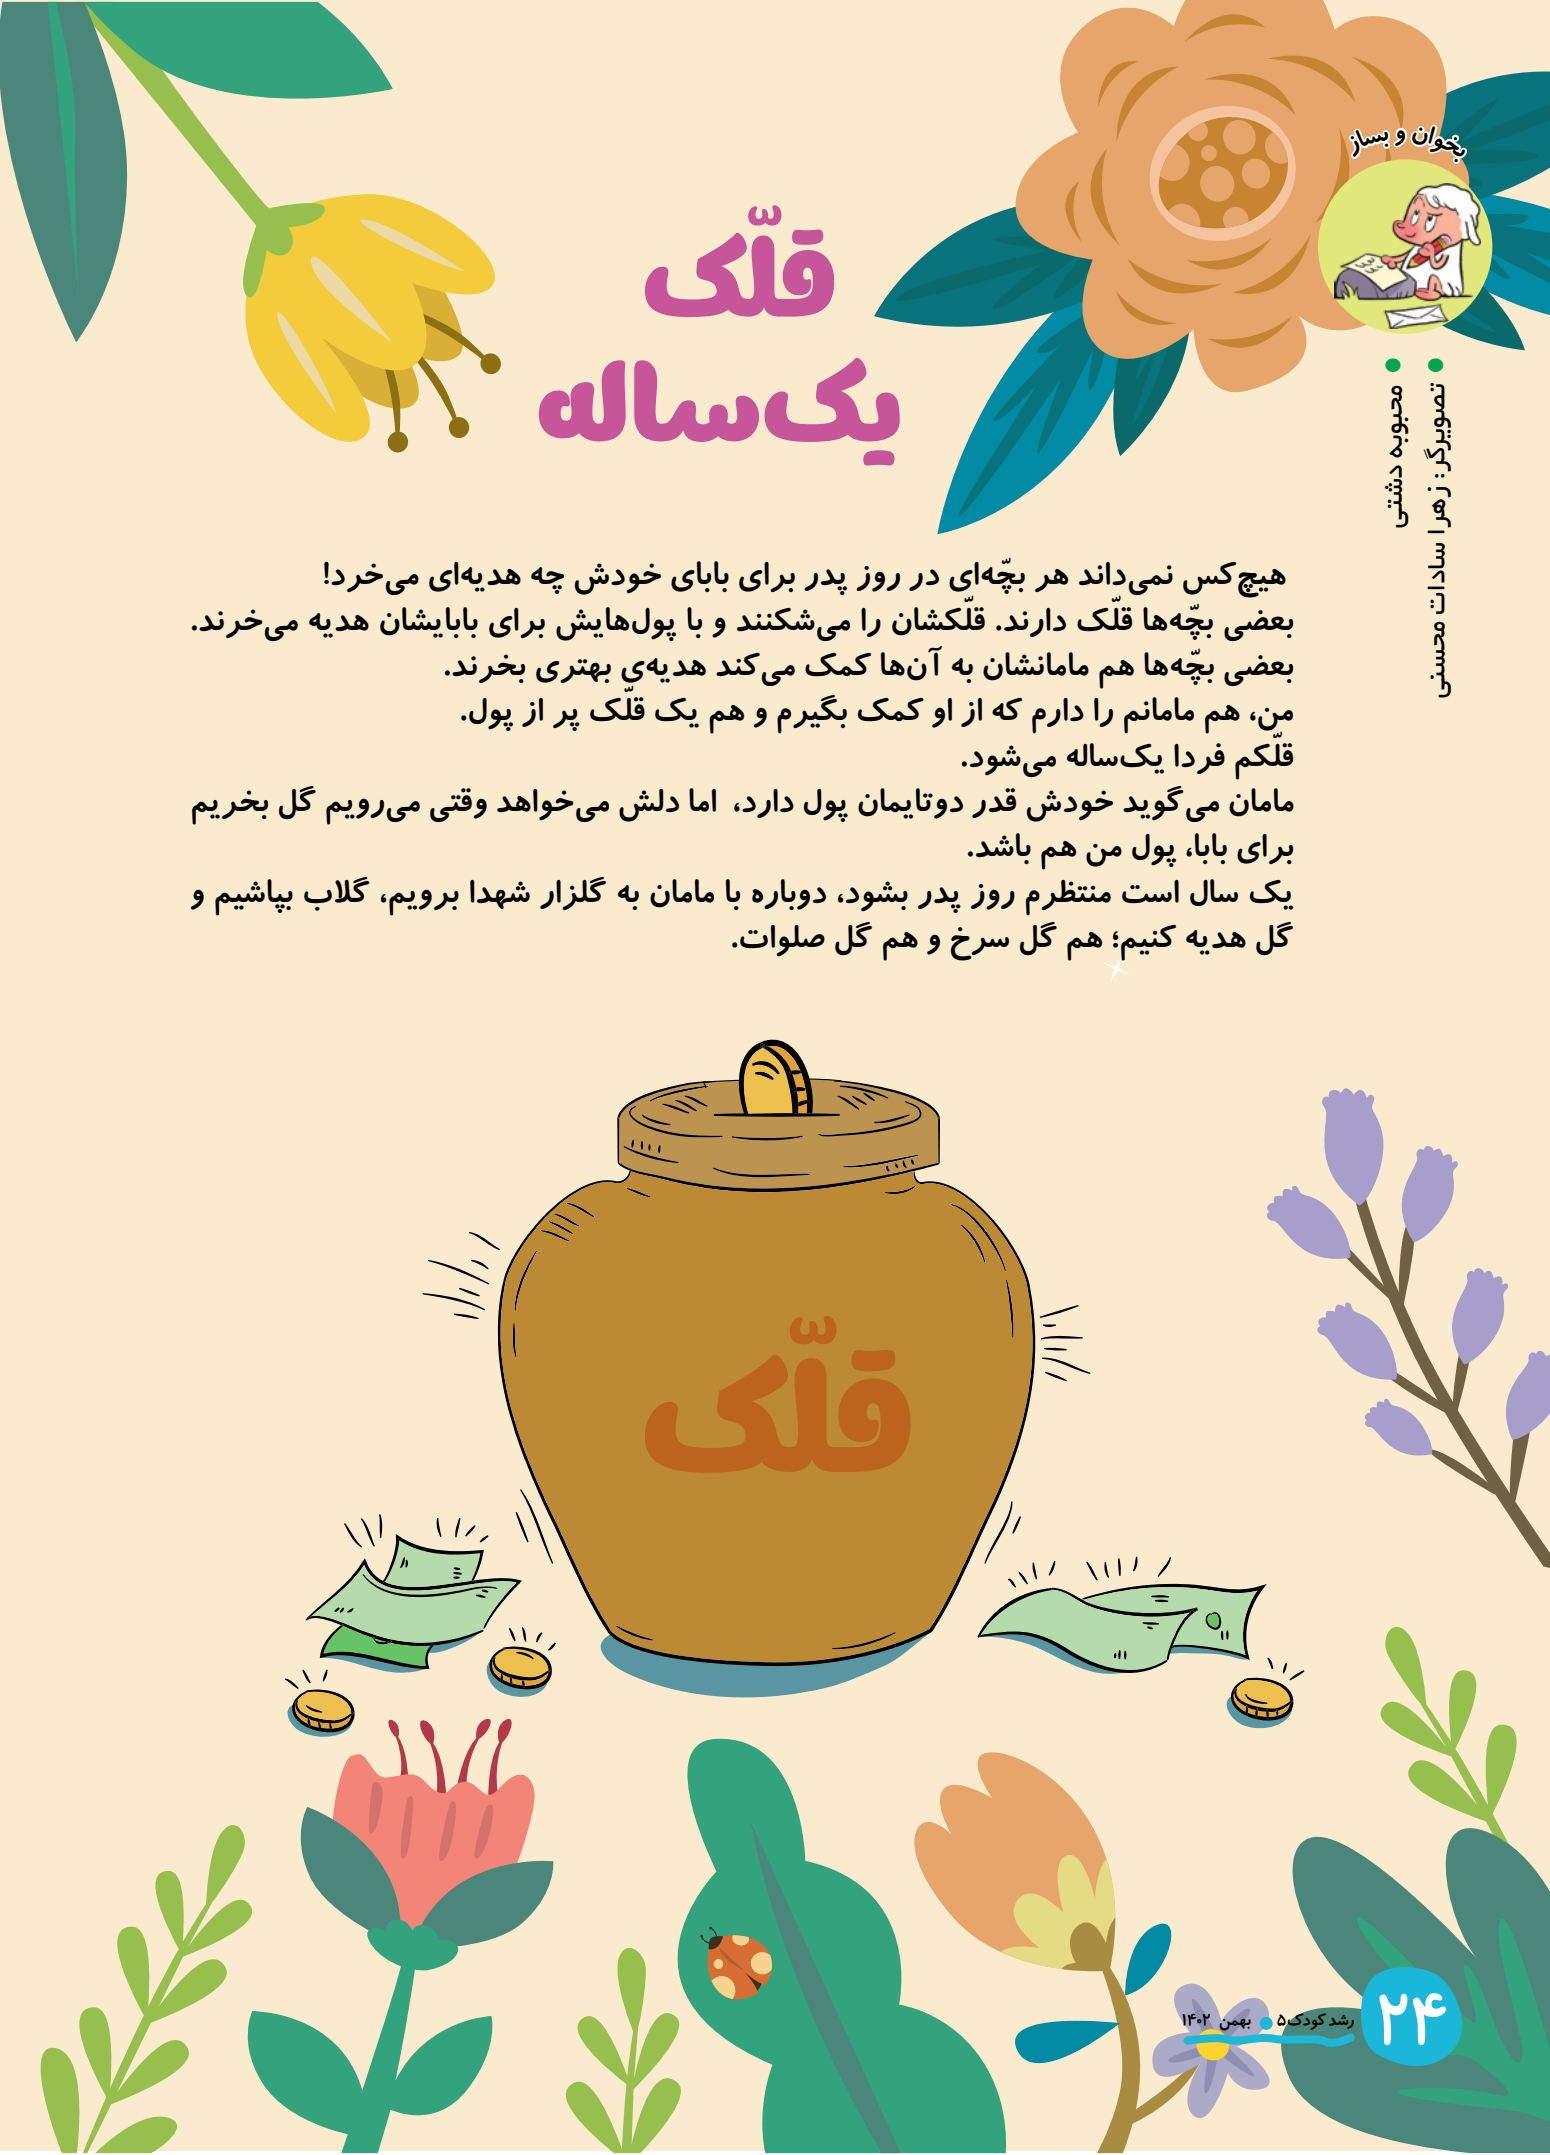 بخوان و بساز
محبوبه دشتی
تصویرگر: زهرا سادات محسنی
قلّک
یک‌ساله
هیچ‌کس نمی‌داند هر بچّه‌ای در روز پدر برای بابای خودش چه هدیه‌ای می‌خرد!
بعضی بچّه‌ها قلّک دارند. قلّکشان را می‌شکنند و با پول‌هایش برای بابایشان هدیه می‌خرند.
بعضی بچّه‌ها هم مامانشان به آن‌ها کمک می‌کند هدیه‌ی بهتری بخرند.
من، هم مامانم را دارم که از او کمک بگیرم و هم یک قلّک پر از پول.
قلّکم فردا یک‌ساله می‌شود.
مامان می‌گوید خودش قدر دوتایمان پول دارد، اما دلش می‌خواهد وقتی می‌رویم گل بخریم
برای بابا، پول من هم باشد.
یک سال است منتظرم روز پدر بشود، دوباره با مامان به گلزار شهدا برویم، گلاب بپاشیم و
گل هدیه کنیم؛ هم گل سرخ و هم گل صلوات.
قلّک
۲۴
رشد کودک ۵ ● بهمن ۱۴۰۲